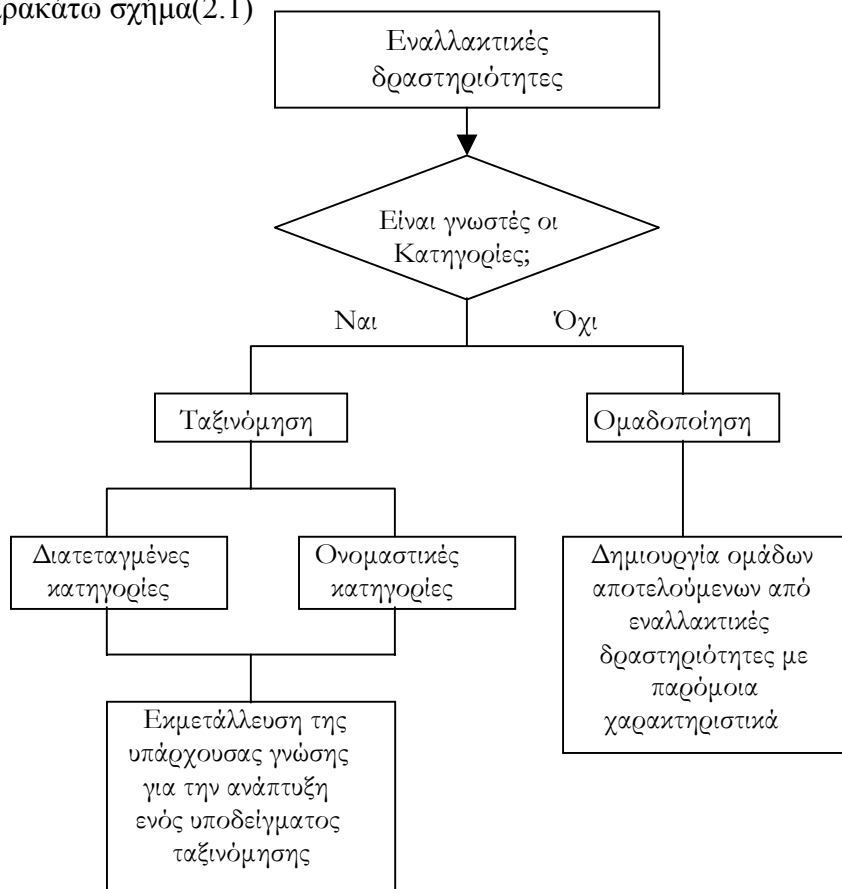 ρακάτω σχήμα(2.1)
Εναλλακτικές
δραστηριότητες
Είναι γνωστές οι
Κατηγορίες;
Ναι
Όχι
Ταξινόμηση
Ομαδοποίηση
Διατεταγμένες
κατηγορίες
Ονομαστικές
κατηγορίες
Δημιουργία ομάδων
αποτελούμενων από
εναλλακτικές
δραστηριότητες με
παρόμοια
χαρακτηριστικά
Εκμετάλλευση της
υπάρχουσας γνώσης
για την ανάπτυξη
ενός υποδείγματος
ταξινόμησης